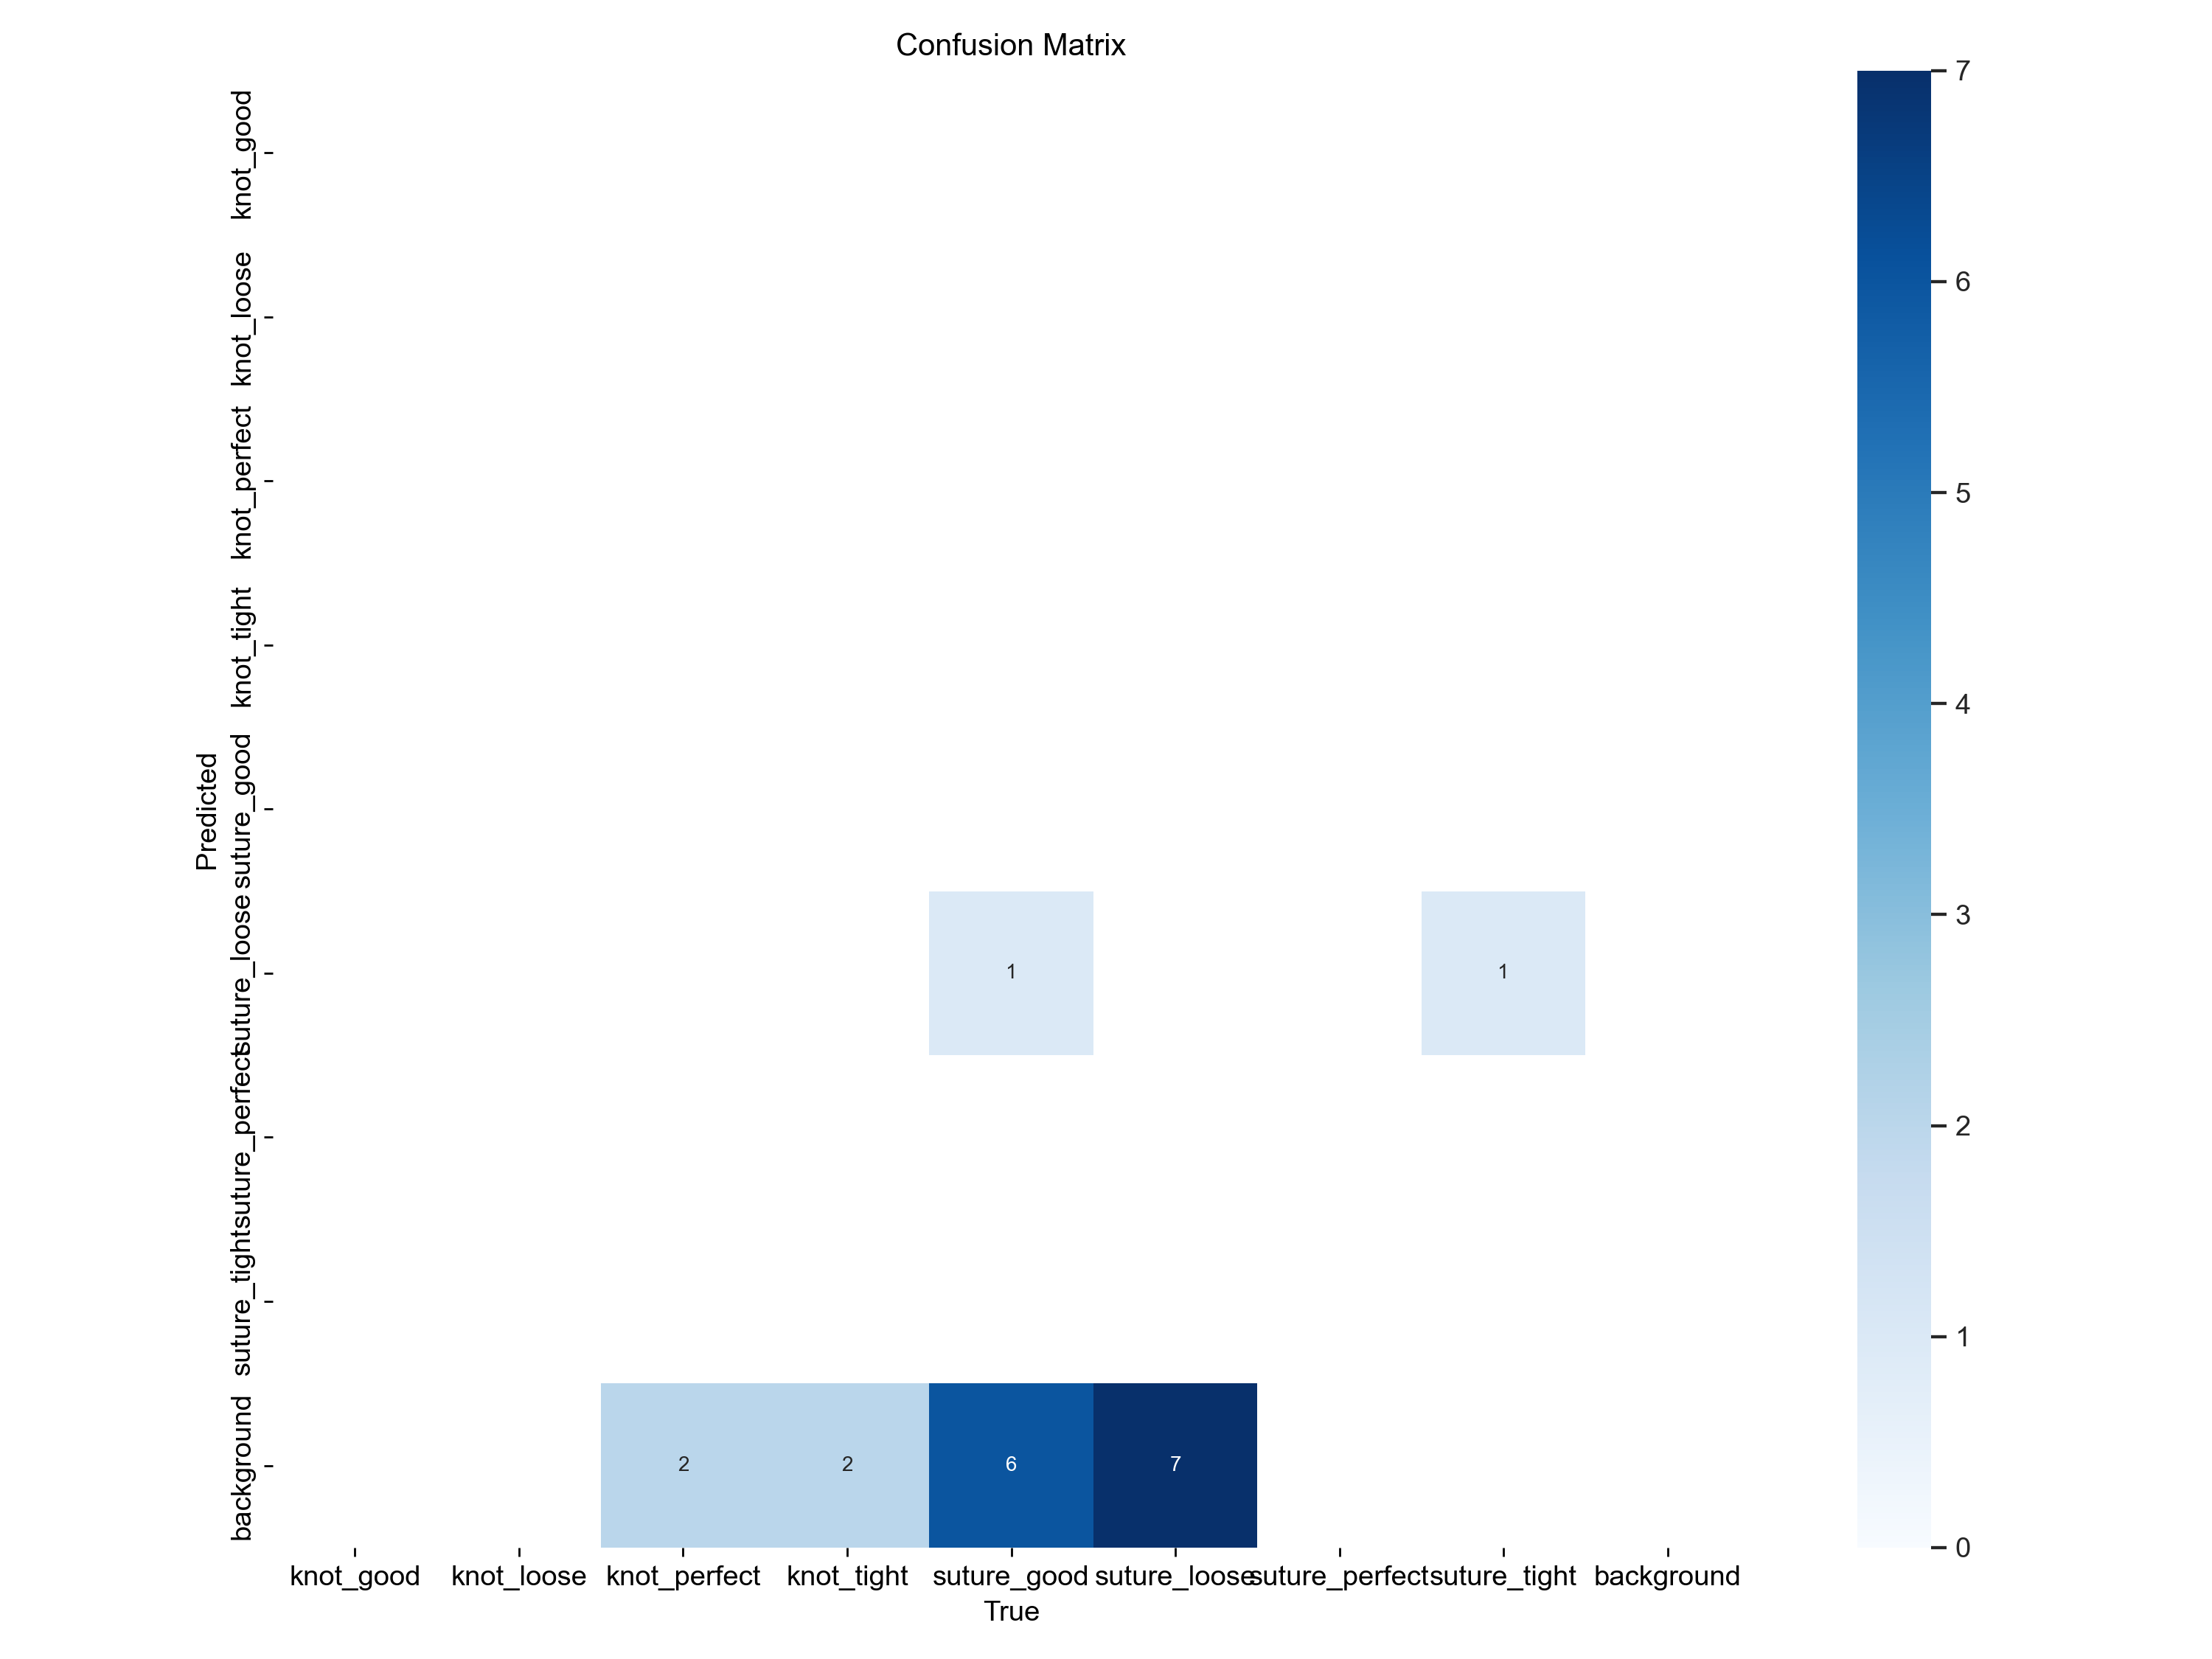 Confusion Matrix
knot_good
knot_loose
knot_perfect
knot_tight
suture_good
suture_loose
suture_perfect
suture_tight
background
Predicted
1 1
2 2 6 7
knot_good knot_loose knot_perfect knot_tight suture_good suture_loose suture_perfect suture_tight background
True
7
6
5
4
3
2
1
0